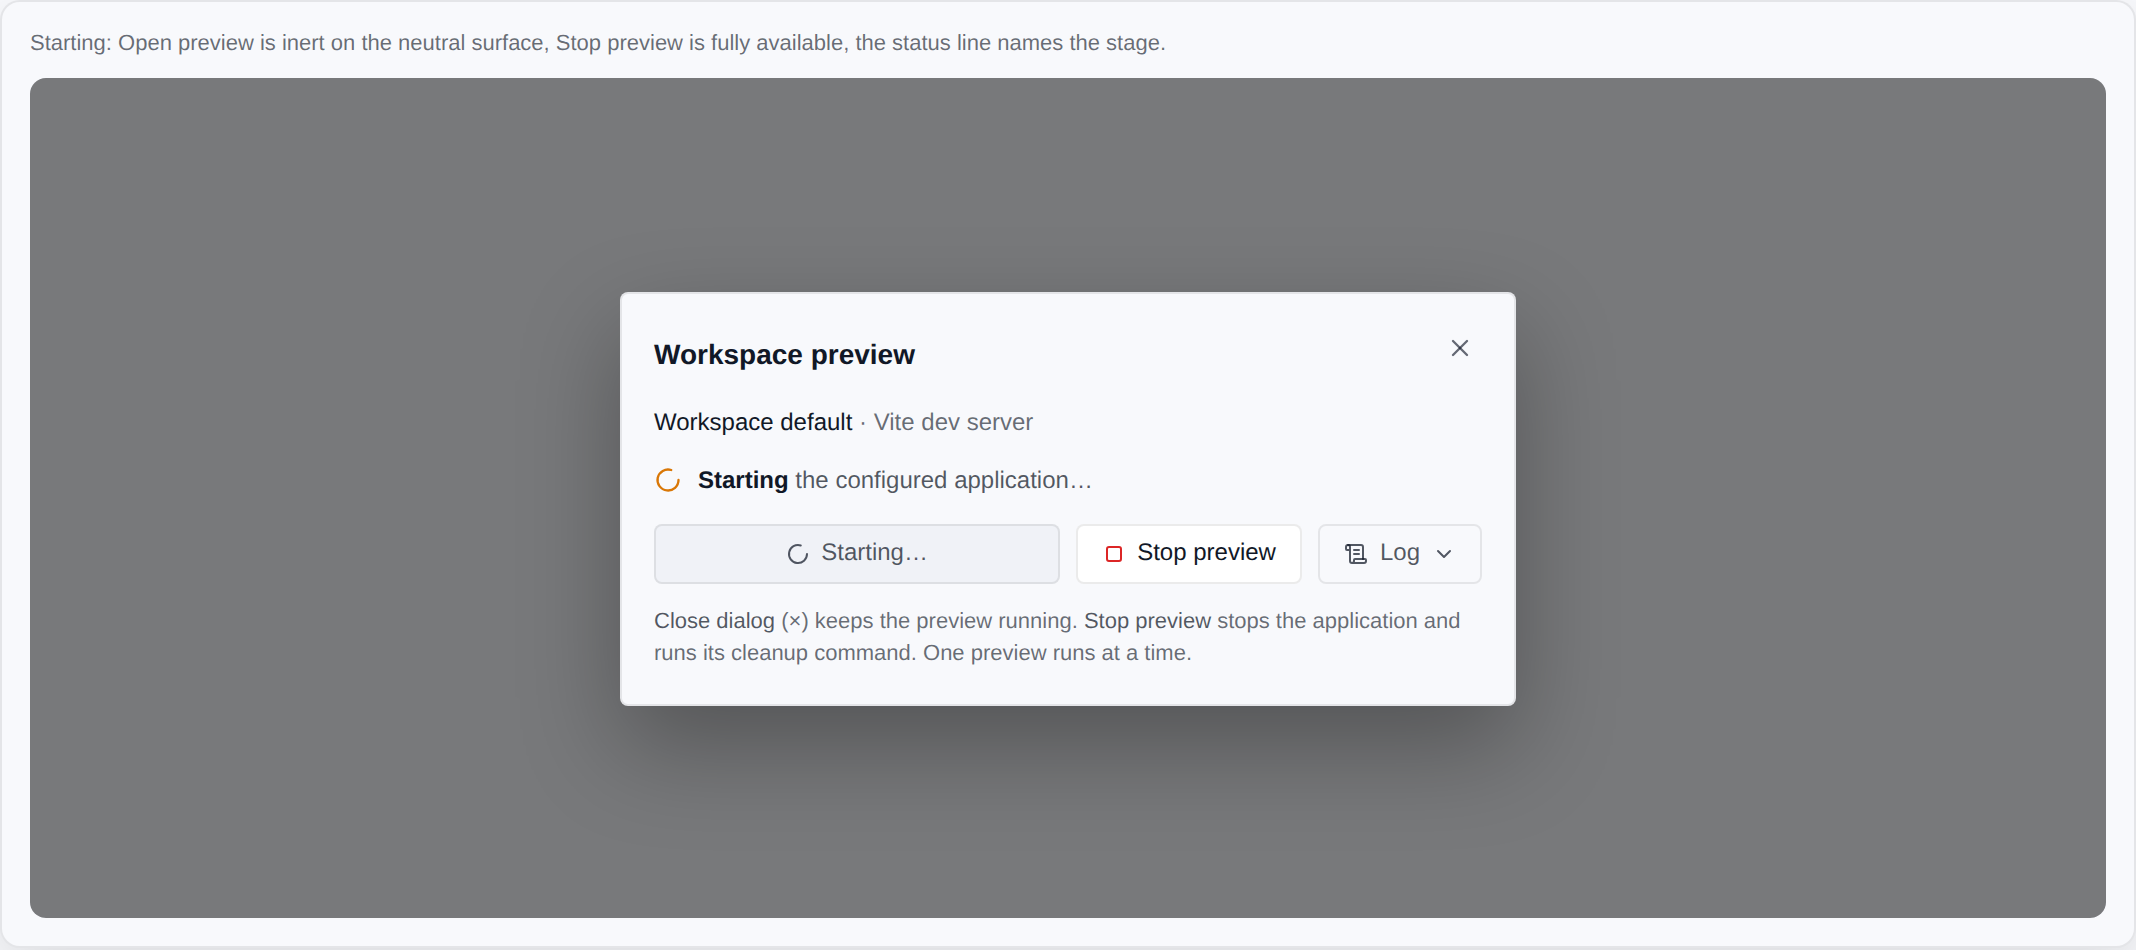 Starting: Open preview is inert on the neutral surface, Stop preview is fully available, the status line names the stage.
Workspace preview
Workspace default · Vite dev server
Starting the configured application…
Starting…
Stop preview
Log
Close dialog (×) keeps the preview running. Stop preview stops the application and
runs its cleanup command. One preview runs at a time.